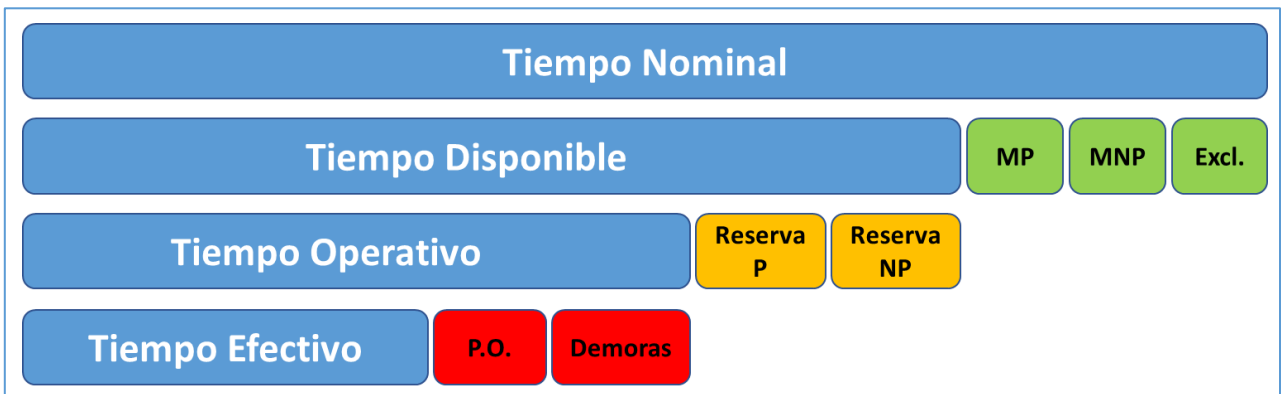 Tiempo Nominal
Tiempo Disponible
MP
MNP
Excl.
Tiempo Operativo
Reserva
P
Reserva
NP
Tiempo Efectivo
P.O.
Demoras